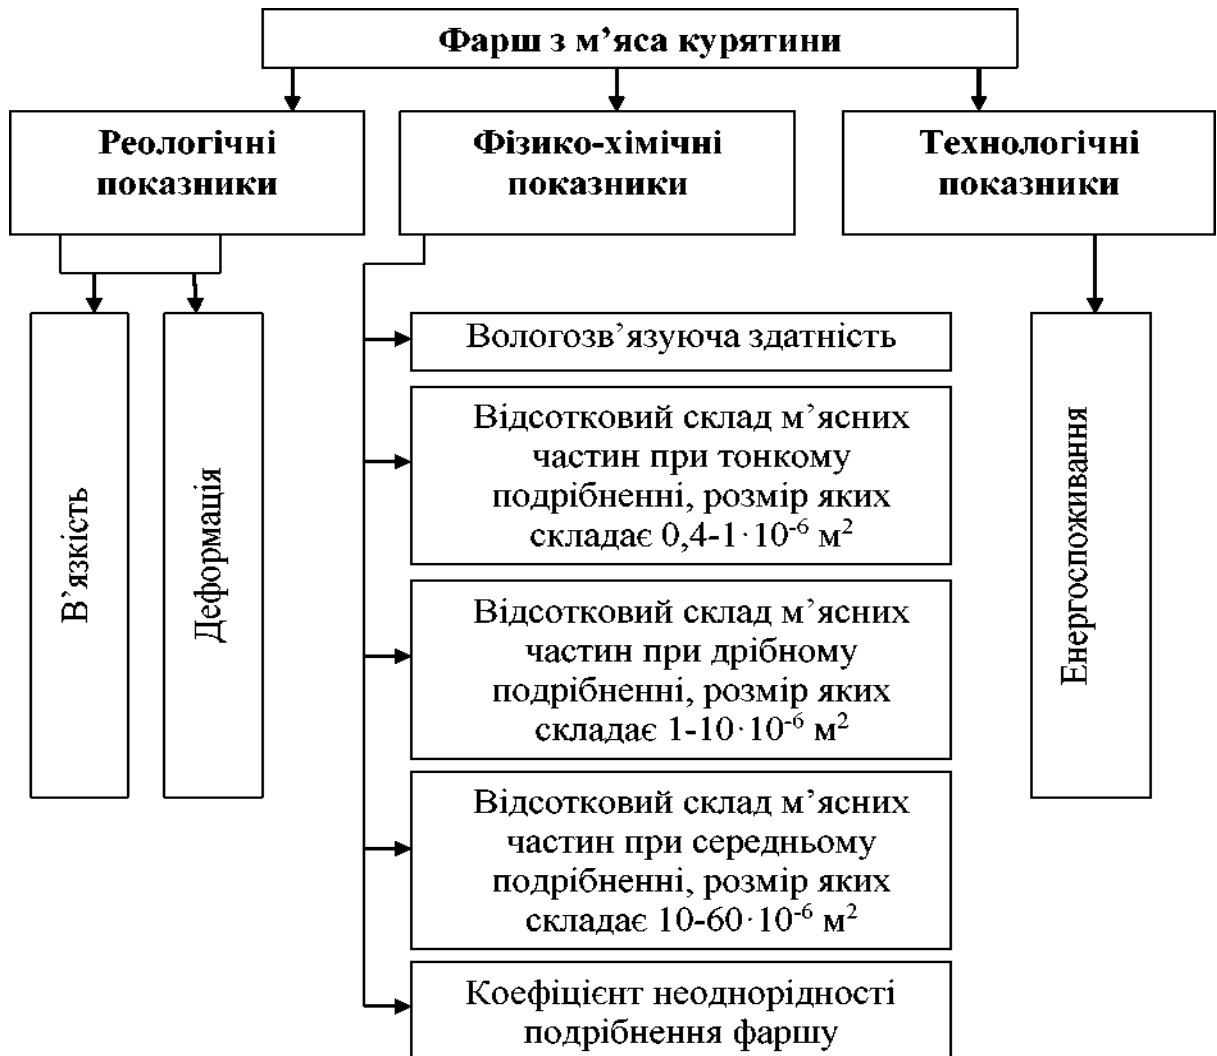 Фарш з м’яса курятини
Реологічні
показники
Фізико-хімічні
показники
Технологічні
показники
В’язкість
Деформація
Вологозв’язуюча здатність
Відсотковий склад м’ясних
частин при тонкому
подрібненні, розмір яких
складає 0,4-1·10⁻⁶ м²
Відсотковий склад м’ясних
частин при дрібному
подрібненні, розмір яких
складає 1-10·10⁻⁶ м²
Відсотковий склад м’ясних
частин при середньому
подрібненні, розмір яких
складає 10-60·10⁻⁶ м²
Коефіцієнт неоднорідності
подрібнення фаршу
Енергоспоживання